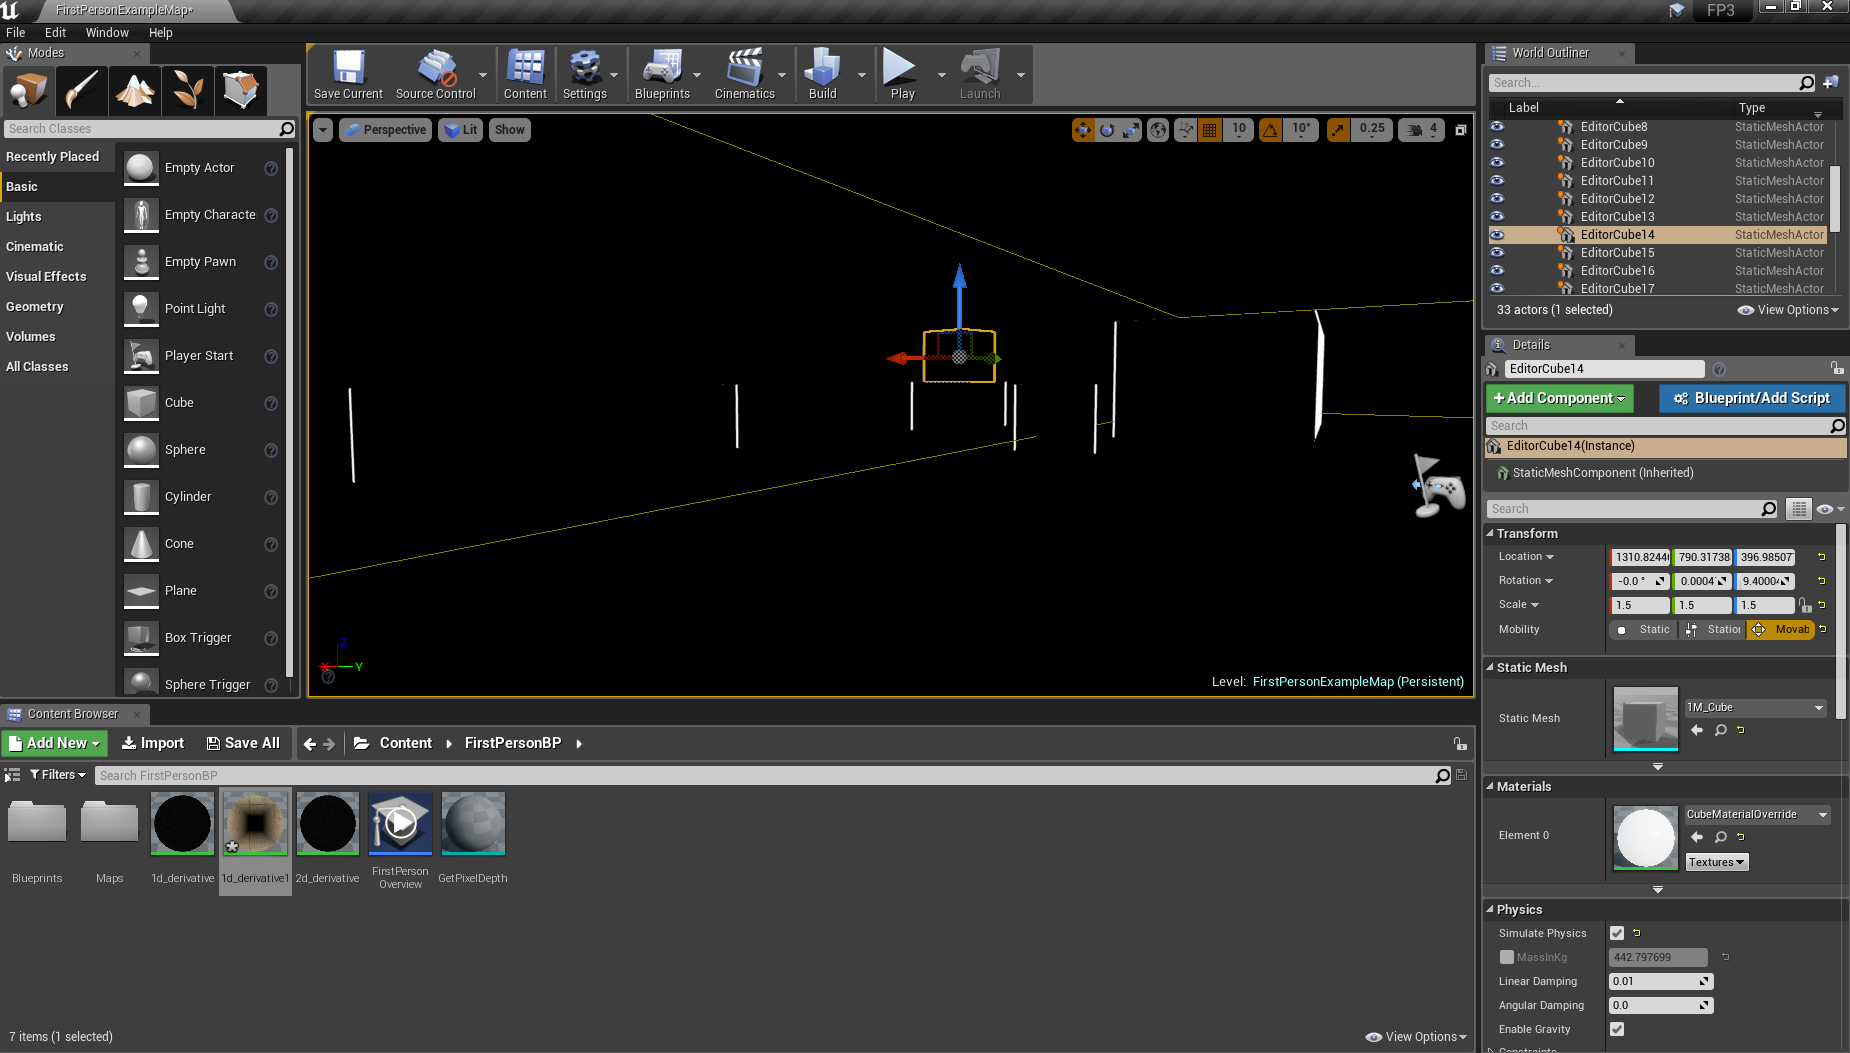 FirstPersonExampleMap*
FP3
File Edit Window Help
Modes
Search Classes
Recently Placed
Basic
Lights
Cinematic
Visual Effects
Geometry
Volumes
All Classes
Empty Actor
Empty Characte
Empty Pawn
Point Light
Player Start
Cube
Sphere
Cylinder
Cone
Plane
Box Trigger
Sphere Trigger
Save Current
Source Control
Content
Settings
Blueprints
Cinematics
Build
Play
Launch
Perspective
Lit
Show
10
10°
0.25
4
Z
X
Y
Level: FirstPersonExampleMap (Persistent)
World Outliner
Search...
Label Type
EditorCube8 StaticMeshActor
EditorCube9 StaticMeshActor
EditorCube10 StaticMeshActor
EditorCube11 StaticMeshActor
EditorCube12 StaticMeshActor
EditorCube13 StaticMeshActor
EditorCube14 StaticMeshActor
EditorCube15 StaticMeshActor
EditorCube16 StaticMeshActor
EditorCube17 StaticMeshActor
33 actors (1 selected)
View Options
Details
EditorCube14
+Add Component
Blueprint/Add Script
Search
EditorCube14(Instance)
StaticMeshComponent (Inherited)
Search
Transform
Location 1310.8244 790.31738 396.98507
Rotation -0.0 ° 0.0004 9.4000
Scale 1.5 1.5 1.5
Mobility Static Station Movab
Static Mesh
Static Mesh
1M_Cube
Materials
Element 0
CubeMaterialOverride
Textures
Physics
Simulate Physics
MassInKg 442.797699
Linear Damping 0.01
Angular Damping 0.0
Enable Gravity
Constraints
Content Browser
Add New
Import
Save All
Content
FirstPersonBP
Filters
Search FirstPersonBP
Blueprints
Maps
1d_derivative
1d_derivative1
2d_derivative
FirstPerson
Overview
GetPixelDepth
7 items (1 selected)
View Options